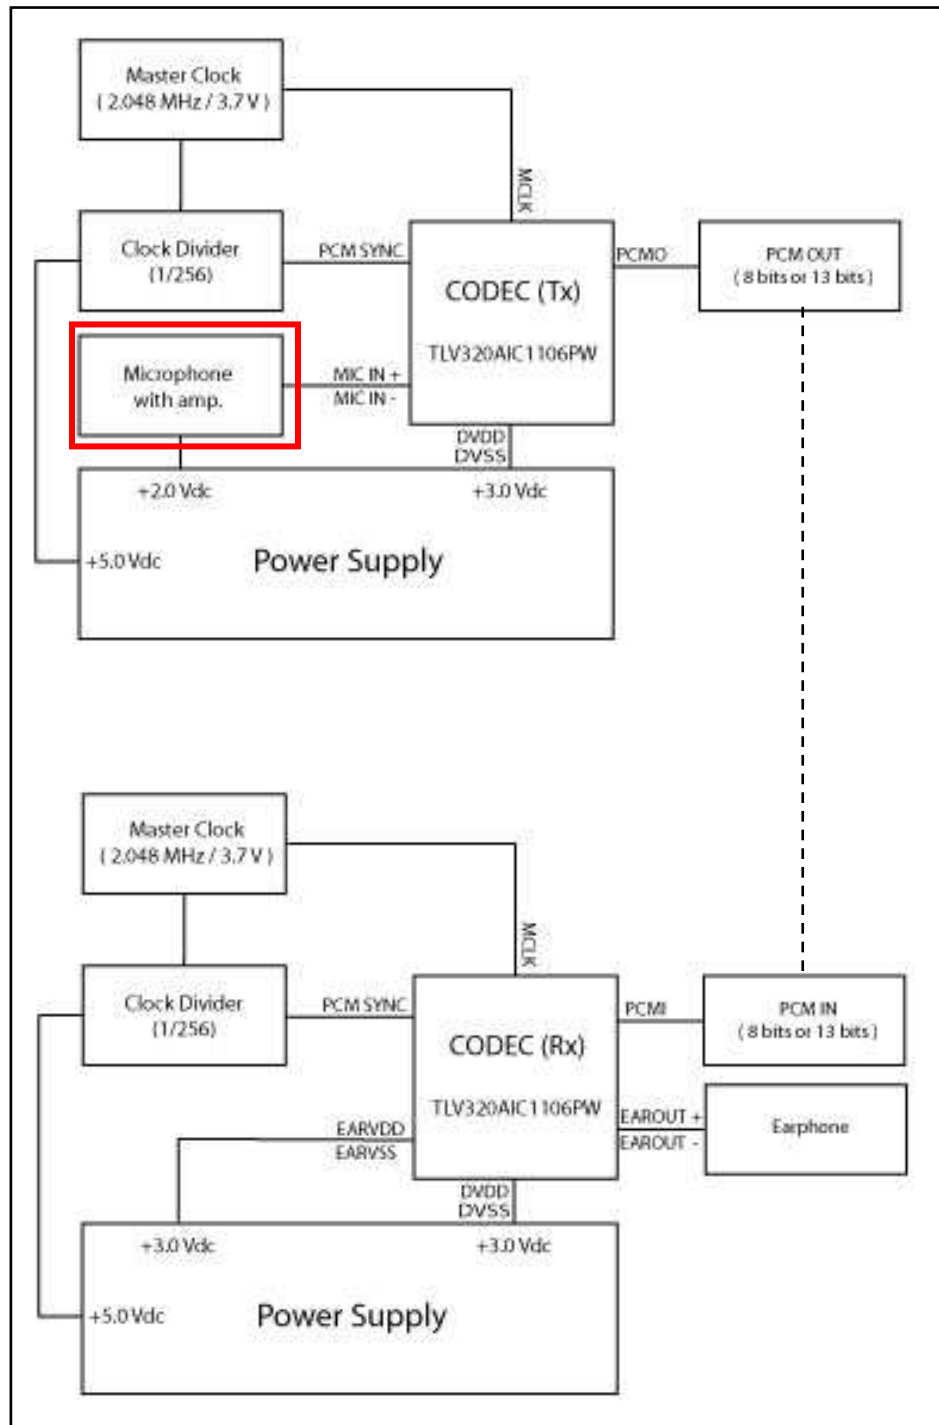 Master Clock
( 2.048 MHz / 3.7 V )
MCLK
Clock Divider
(1/256)
PCM SYNC
CODEC (Tx)
TLV320AIC1106PW
PCMO
PCM OUT
( 8 bits or 13 bits )
Microphone
with amp.
MIC IN +
MIC IN -
DVDD
DVSS
+2.0 Vdc
+3.0 Vdc
+5.0 Vdc
Power Supply
Master Clock
( 2.048 MHz / 3.7 V )
MCLK
Clock Divider
(1/256)
PCM SYNC
CODEC (Rx)
TLV320AIC1106PW
PCMI
PCM IN
( 8 bits or 13 bits )
EARVDD
EARVSS
EAROUT +
EAROUT -
Earphone
DVDD
DVSS
+3.0 Vdc
+3.0 Vdc
+5.0 Vdc
Power Supply